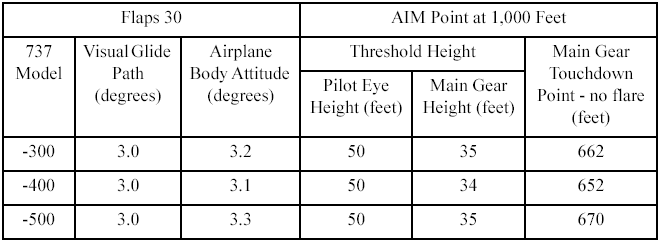 Flaps 30
AIM Point at 1,000 Feet
737
Model
Visual Glide
Path
(degrees)
Airplane
Body Attitude
(degrees)
Threshold Height
Pilot Eye
Height (feet)
Main Gear
Height (feet)
Main Gear
Touchdown
Point - no flare
(feet)
-300 3.0 3.2 50 35 662
-400 3.0 3.1 50 34 652
-500 3.0 3.3 50 35 670